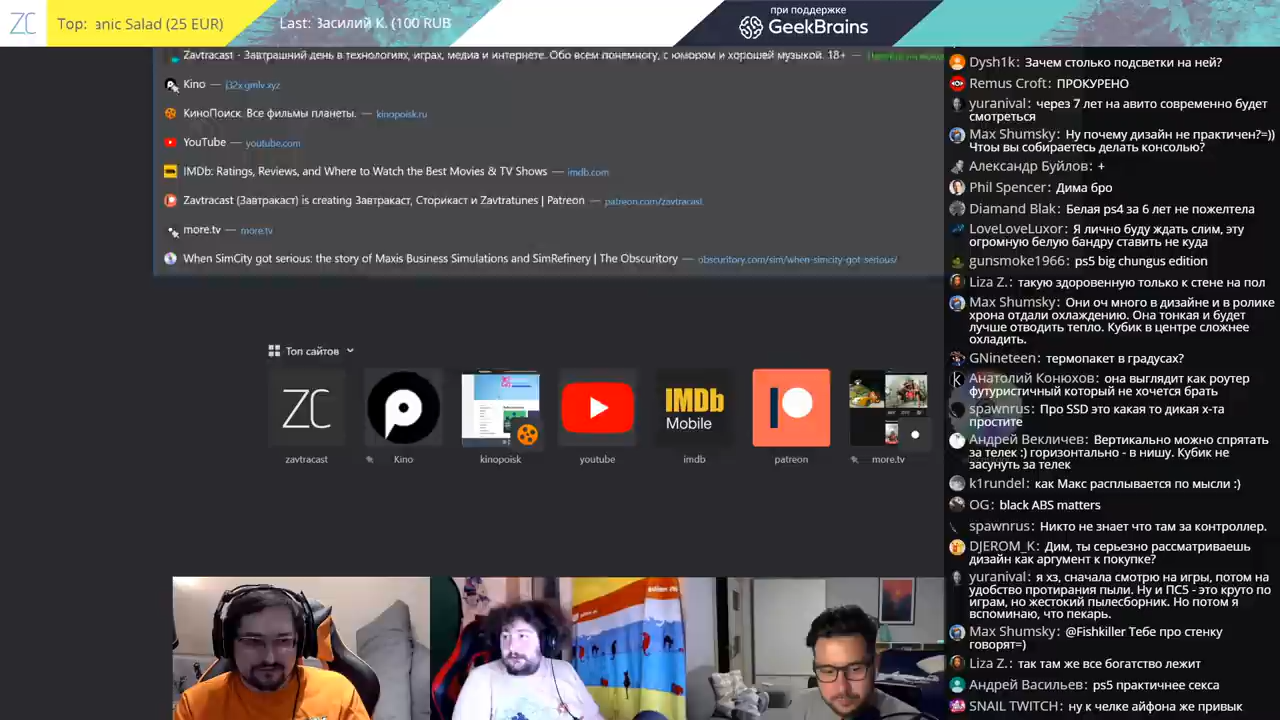 ZC
Top: anic Salad (25 EUR)
Last: Василий К. (100 RUB
при поддержке
GeekBrains
Zavtracast - Завтрашний день в технологиях, играх, медиа и интернете. Обо всем понемногу, с юмором и хорошей музыкой. 18+ —
Kino — j32x.gmlv.xyz
КиноПоиск. Все фильмы планеты. — kinopoisk.ru
YouTube — youtube.com
IMDb: Ratings, Reviews, and Where to Watch the Best Movies & TV Shows — imdb.com
Zavtracast (Завтракаст) is creating Завтракаст, Сторикаст и Zavtratunes | Patreon — patreon.com/zavtracast
more.tv — more.tv
When SimCity got serious: the story of Maxis Business Simulations and SimRefinery | The Obscuritory — obscuritory.com/sim/when-simcity-got-serious/
Топ сайтов
ZC
IMDb
Mobile
zavtracast
Kino
kinopoisk
youtube
imdb
patreon
more.tv
Dysh1k: Зачем столько подсветки на ней?
Remus Croft: ПРОКУРЕНО
yuranival: через 7 лет на авито современно будет
смотреться
Max Shumsky: Ну почему дизайн не практичен?=))
Чтоы вы собираетесь делать консолью?
Александр Буйлов: +
Phil Spencer: Дима бро
Diamand Blak: Белая ps4 за 6 лет не пожелтела
LoveLoveLuxor: Я лично буду ждать слим, эту
огромную белую бандру ставить не куда
gunsmoke1966: ps5 big chungus edition
Liza Z.: такую здоровенную только к стене на пол
Max Shumsky: Они оч много в дизайне и в ролике
хрона отдали охлаждению. Она тонкая и будет
лучше отводить тепло. Кубик в центре сложнее
охладить.
GNineteen: термопакет в градусах?
Анатолий Конюхов: она выглядит как роутер
футуристичный который не хочется брать
spawnrus: Про SSD это какая то дивая х-та
простите
Андрей Векличев: Вертикально можно спрятать
за телек :) горизонтально - в нишу. Кубик не
засунуть за телек
k1rundel: как Макс расплывается по мысли :)
OG: black ABS matters
spawnrus: Никто не знает что там за контроллер.
DJEROM_K: Дим, ты серьезно рассматриваешь
дизайн как аргумент к покупке?
yuranival: я хз, сначала смотрю на игры, потом на
удобство протирания пыли. Ну и ПС5 - это круто по
играм, но жестокий пылесборник. Но потом я
вспоминаю, что пекарь.
Max Shumsky: @Fishkiller Тебе про стенку
говорят=)
Liza Z.: так там же все богатство лежит
Андрей Васильев: ps5 практичнее секса
SNAIL TWITCH: ну к челке айфона же привык